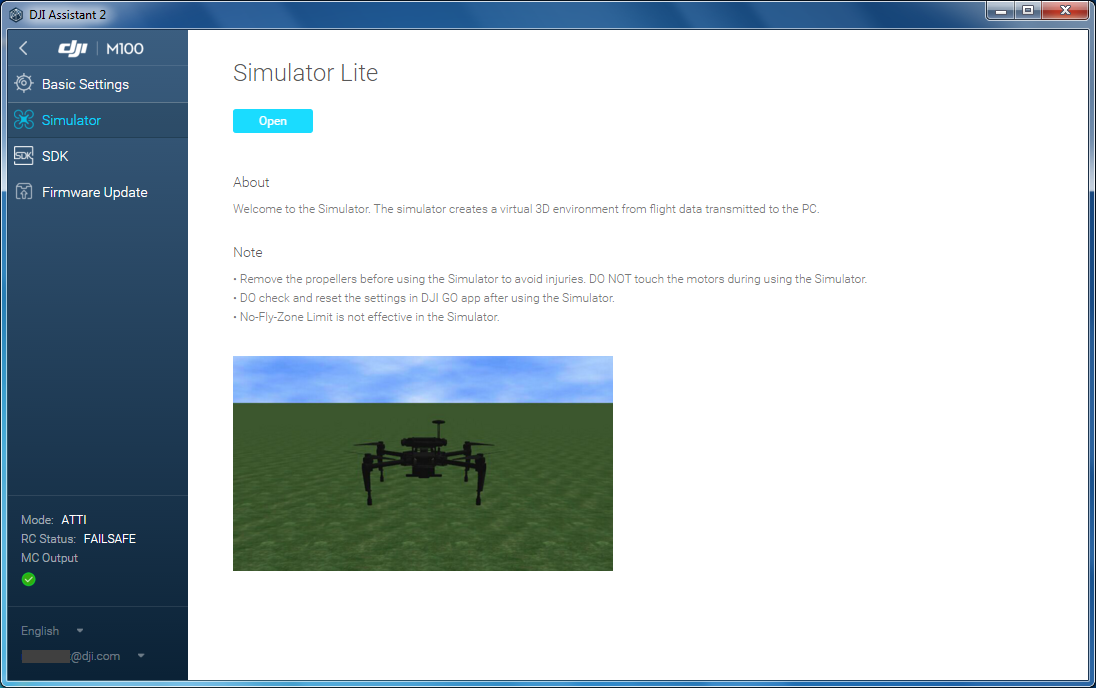 DJI Assistant 2
dji M100
Basic Settings
Simulator
SDK SDK
Firmware Update
Mode: ATTI
RC Status: FAILSAFE
MC Output
English
@dji.com
Simulator Lite
Open
About
Welcome to the Simulator. The simulator creates a virtual 3D environment from flight data transmitted to the PC.
Note
• Remove the propellers before using the Simulator to avoid injuries. DO NOT touch the motors during using the Simulator.
• DO check and reset the settings in DJI GO app after using the Simulator.
• No-Fly-Zone Limit is not effective in the Simulator.